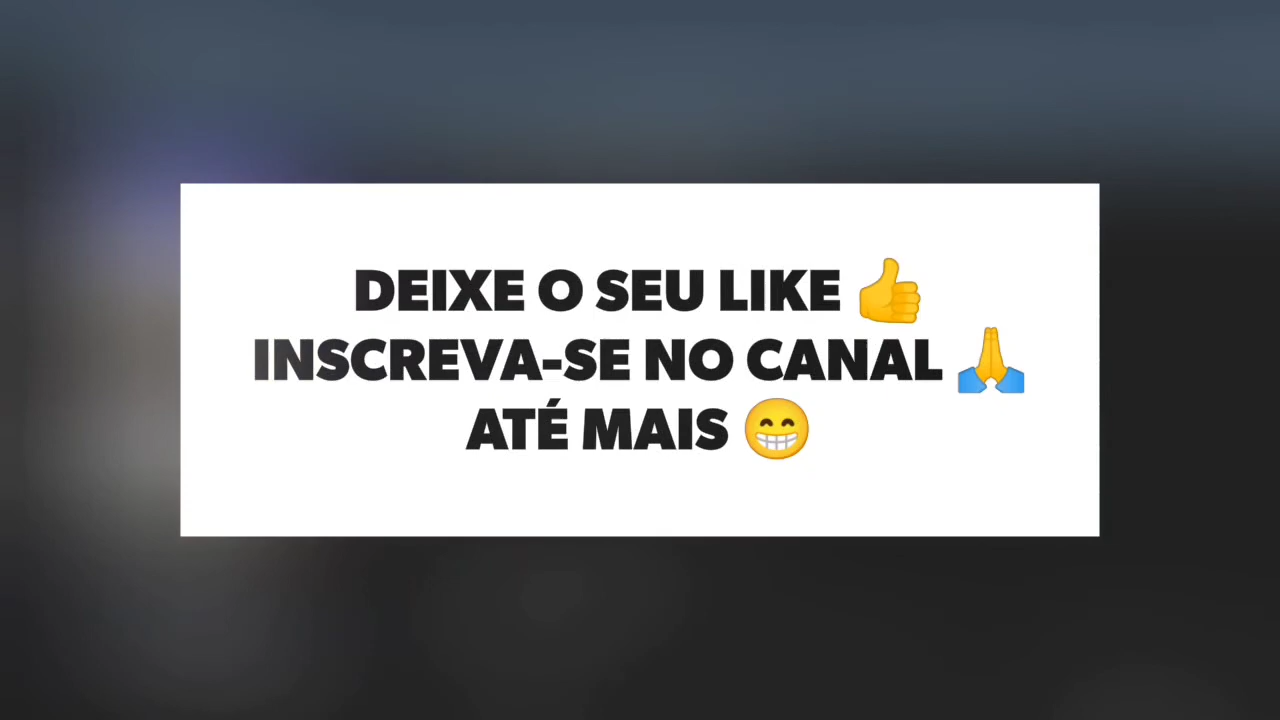 DEIXE O SEU LIKE 👍
INSCREVA-SE NO CANAL 🙏
ATÉ MAIS 😁